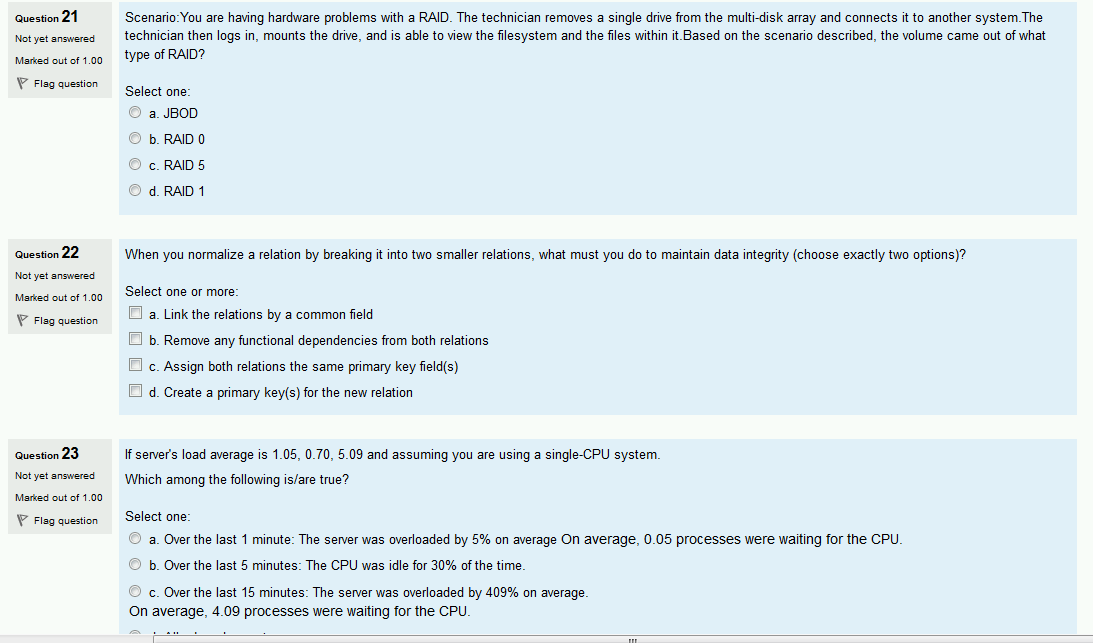 Question 21
Not yet answered
Marked out of 1.00
Flag question
Scenario:You are having hardware problems with a RAID. The technician removes a single drive from the multi-disk array and connects it to another system.The
technician then logs in, mounts the drive, and is able to view the filesystem and the files within it.Based on the scenario described, the volume came out of what
type of RAID?
Select one:
a. JBOD
b. RAID 0
c. RAID 5
d. RAID 1
Question 22
Not yet answered
Marked out of 1.00
Flag question
When you normalize a relation by breaking it into two smaller relations, what must you do to maintain data integrity (choose exactly two options)?
Select one or more:
a. Link the relations by a common field
b. Remove any functional dependencies from both relations
c. Assign both relations the same primary key field(s)
d. Create a primary key(s) for the new relation
Question 23
Not yet answered
Marked out of 1.00
Flag question
If server's load average is 1.05, 0.70, 5.09 and assuming you are using a single-CPU system.
Which among the following is/are true?
Select one:
a. Over the last 1 minute: The server was overloaded by 5% on average On average, 0.05 processes were waiting for the CPU.
b. Over the last 5 minutes: The CPU was idle for 30% of the time.
c. Over the last 15 minutes: The server was overloaded by 409% on average.
On average, 4.09 processes were waiting for the CPU.